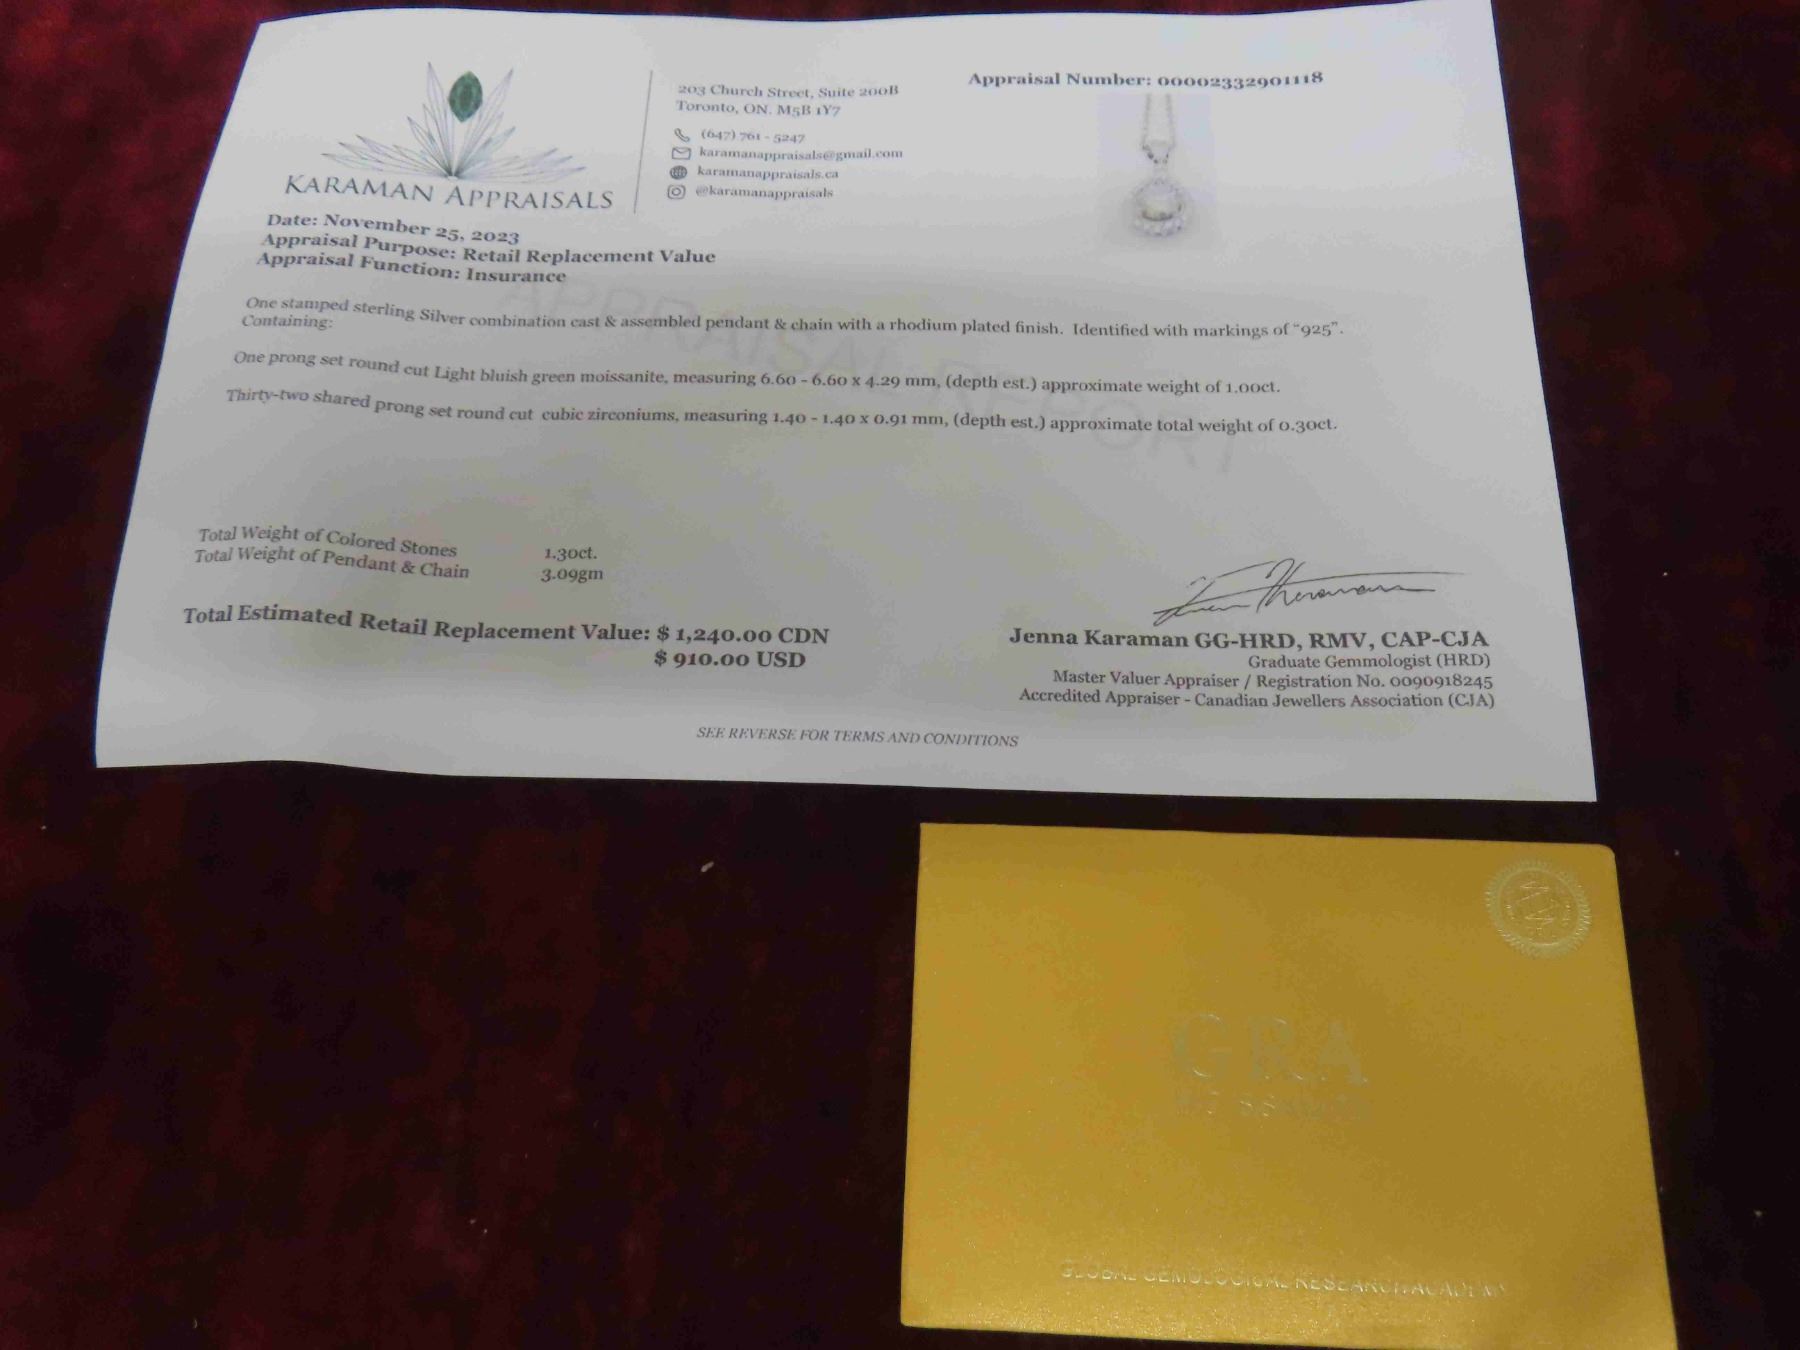 KARAMAN APPRAISALS
203 Church Street, Suite 200B
Toronto, ON. M5B 1Y7
(647) 761 - 5247
karamanappraisals@gmail.com
karamanappraisals.ca
@karamanappraisals
Appraisal Number: 00002332901118
Date: November 25, 2023
Appraisal Purpose: Retail Replacement Value
Appraisal Function: Insurance
APPRAISAL REPORT
One stamped sterling Silver combination cast & assembled pendant & chain with a rhodium plated finish. Identified with markings of "925".
Containing:
One prong set round cut Light bluish green moissanite, measuring 6.60 - 6.60 x 4.29 mm, (depth est.) approximate weight of 1.00ct.
Thirty-two shared prong set round cut cubic zirconiums, measuring 1.40 - 1.40 x 0.91 mm, (depth est.) approximate total weight of 0.30ct.
Total Weight of Colored Stones 1.30ct.
Total Weight of Pendant & Chain 3.09gm
Total Estimated Retail Replacement Value: $ 1,240.00 CDN
$ 910.00 USD
Jenna Karaman GG-HRD, RMV, CAP-CJA
Graduate Gemmologist (HRD)
Master Valuer Appraiser / Registration No. 0090918245
Accredited Appraiser - Canadian Jewellers Association (CJA)
SEE REVERSE FOR TERMS AND CONDITIONS
GRA
GLOBAL GEMOLOGICAL RESEARCH ACADEMY